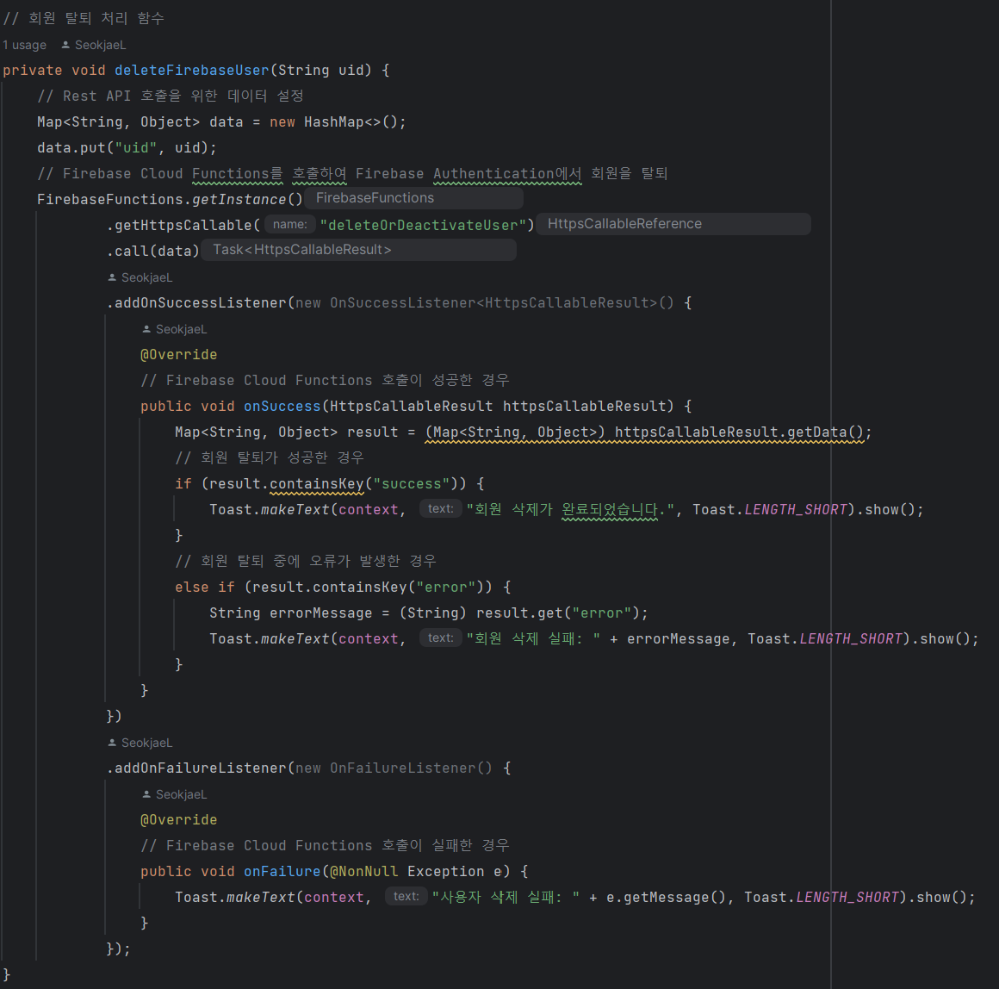 // 회원 탈퇴 처리 함수
1 usage SeokjaeL
private void deleteFirebaseUser(String uid) {
// Rest API 호출을 위한 데이터 설정
Map<String, Object> data = new HashMap<>();
data.put("uid", uid);
// Firebase Cloud Functions를 호출하여 Firebase Authentication에서 회원을 탈퇴
FirebaseFunctions.getInstance() FirebaseFunctions
.getHttpsCallable( name: "deleteOrDeactivateUser") HttpsCallableReference
.call(data) Task<HttpsCallableResult>
SeokjaeL
.addOnSuccessListener(new OnSuccessListener<HttpsCallableResult>() {
SeokjaeL
@Override
// Firebase Cloud Functions 호출이 성공한 경우
public void onSuccess(HttpsCallableResult httpsCallableResult) {
Map<String, Object> result = (Map<String, Object>) httpsCallableResult.getData();
// 회원 탈퇴가 성공한 경우
if (result.containsKey("success")) {
Toast.makeText(context, text: "회원 삭제가 완료되었습니다.", Toast.LENGTH_SHORT).show();
}
// 회원 탈퇴 중에 오류가 발생한 경우
else if (result.containsKey("error")) {
String errorMessage = (String) result.get("error");
Toast.makeText(context, text: "회원 삭제 실패: " + errorMessage, Toast.LENGTH_SHORT).show();
}
}
})
SeokjaeL
.addOnFailureListener(new OnFailureListener() {
SeokjaeL
@Override
// Firebase Cloud Functions 호출이 실패한 경우
public void onFailure(@NonNull Exception e) {
Toast.makeText(context, text: "사용자 삭제 실패: " + e.getMessage(), Toast.LENGTH_SHORT).show();
}
});
}